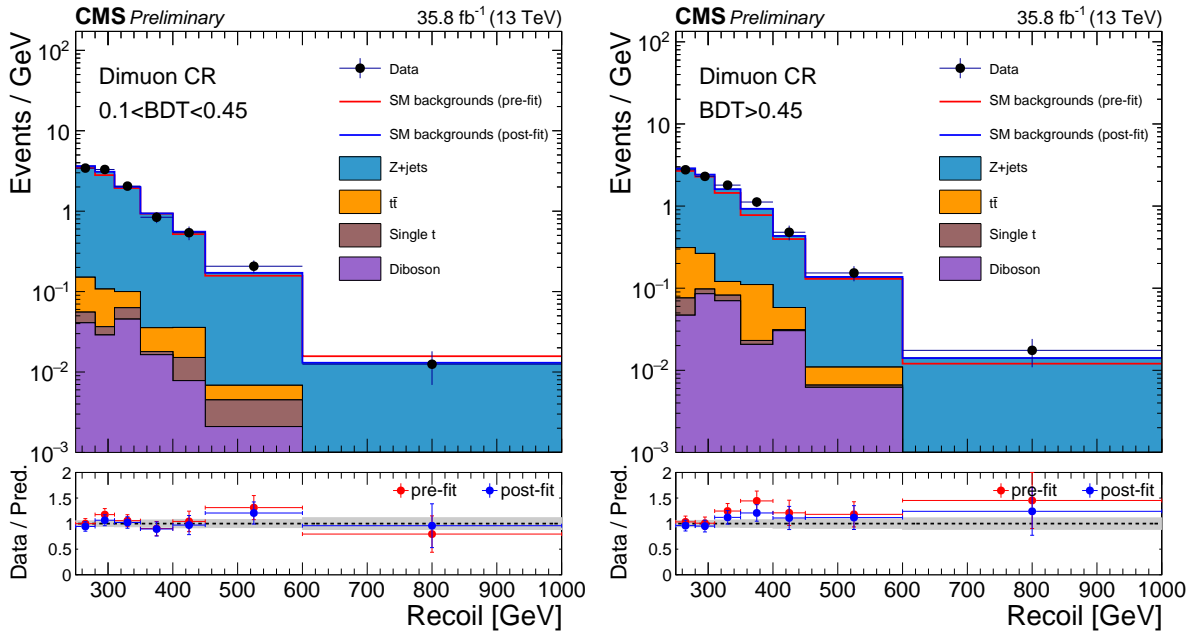 CMS Preliminary 35.8 fb⁻¹ (13 TeV)
Events / GeV
10²
10
1
10⁻¹
10⁻²
10⁻³
Dimuon CR
0.1<BDT<0.45
Data
SM backgrounds (pre-fit)
SM backgrounds (post-fit)
Z+jets
tt̄
Single t
Diboson
Data / Pred.
2
1.5
1
0.5
0
pre-fit post-fit
300 400 500 600 700 800 900 1000
Recoil [GeV]
CMS Preliminary 35.8 fb⁻¹ (13 TeV)
Events / GeV
10²
10
1
10⁻¹
10⁻²
10⁻³
Dimuon CR
BDT>0.45
Data
SM backgrounds (pre-fit)
SM backgrounds (post-fit)
Z+jets
tt̄
Single t
Diboson
Data / Pred.
2
1.5
1
0.5
0
pre-fit post-fit
300 400 500 600 700 800 900 1000
Recoil [GeV]